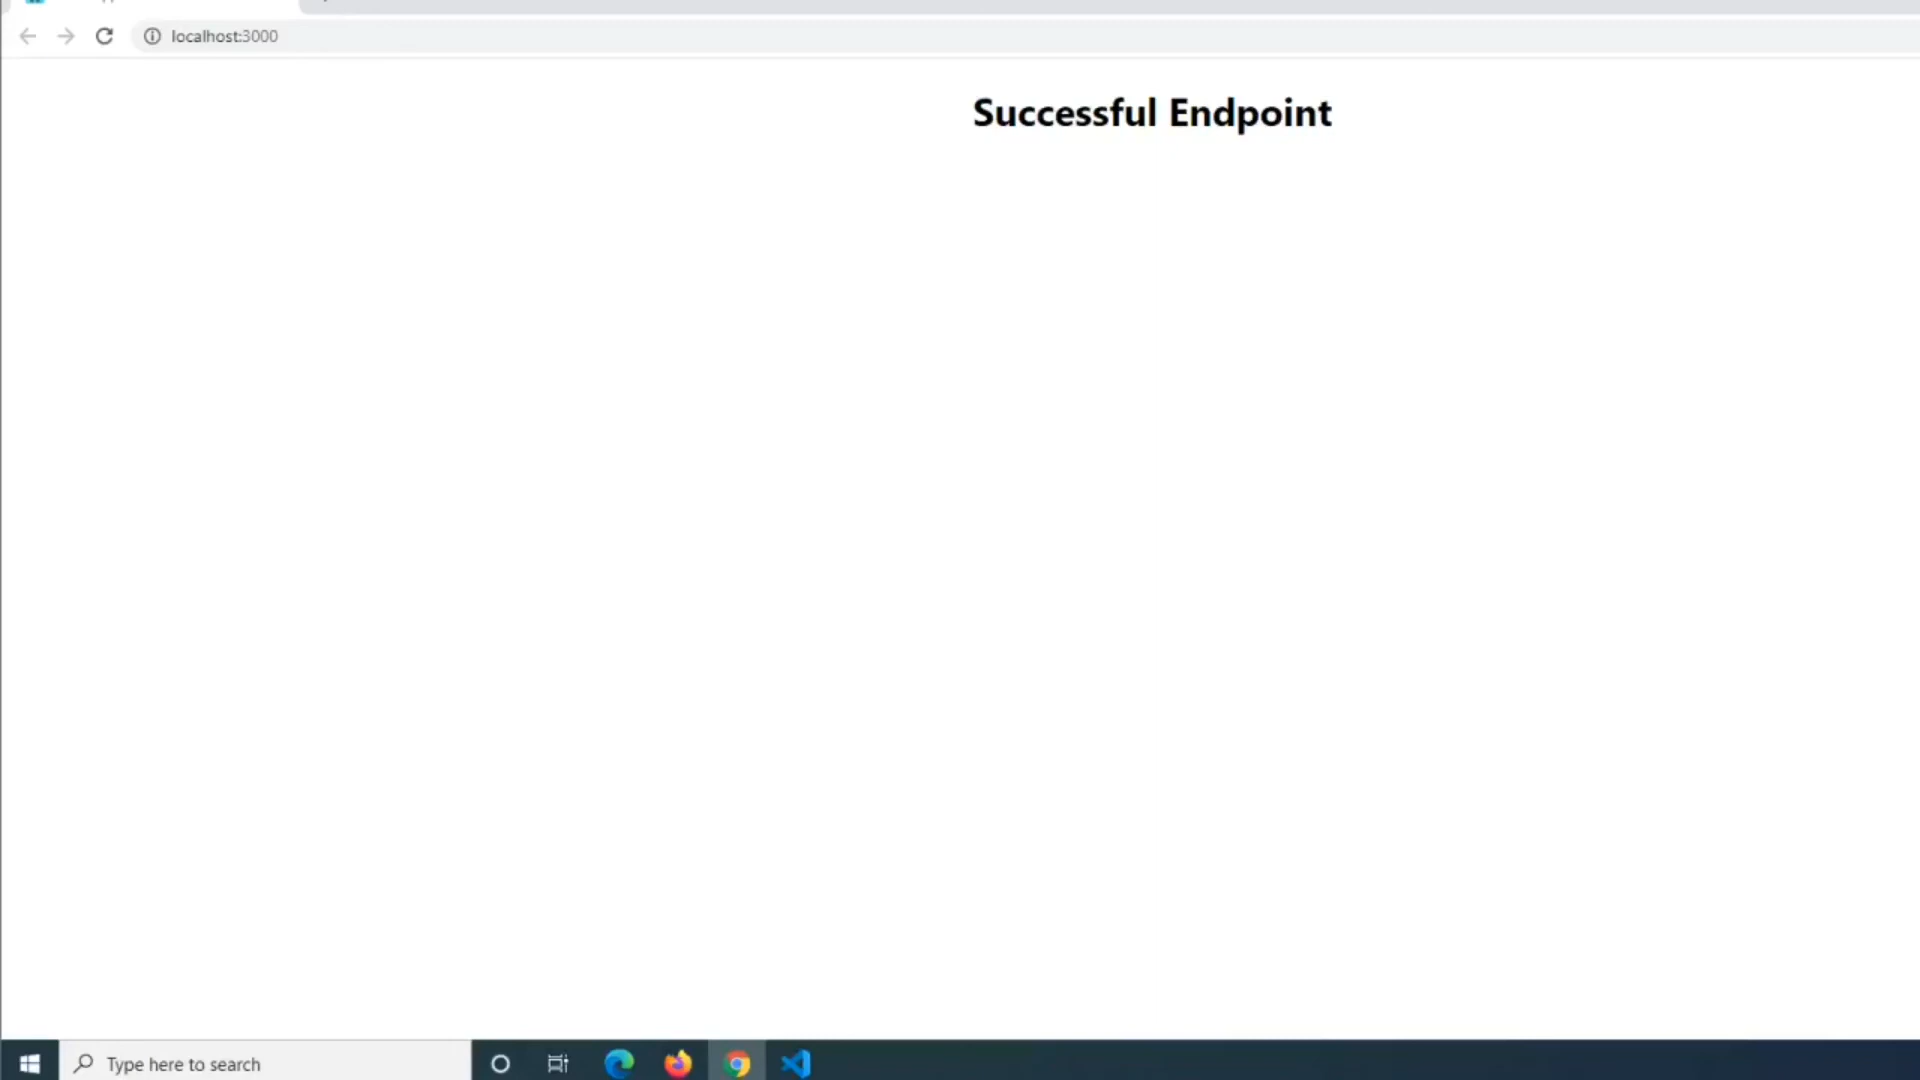 localhost:3000
Successful Endpoint
Type here to search